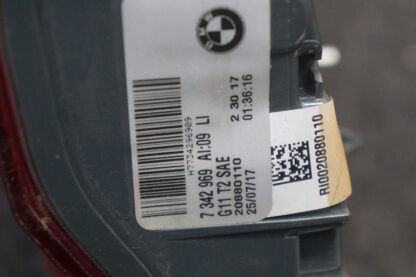 BMW
H7734296909
7 342 969 AI:09 LI
G11 T2 SAE
20880110
25/07/17
2 30 17
01:36:16
RI0020880110